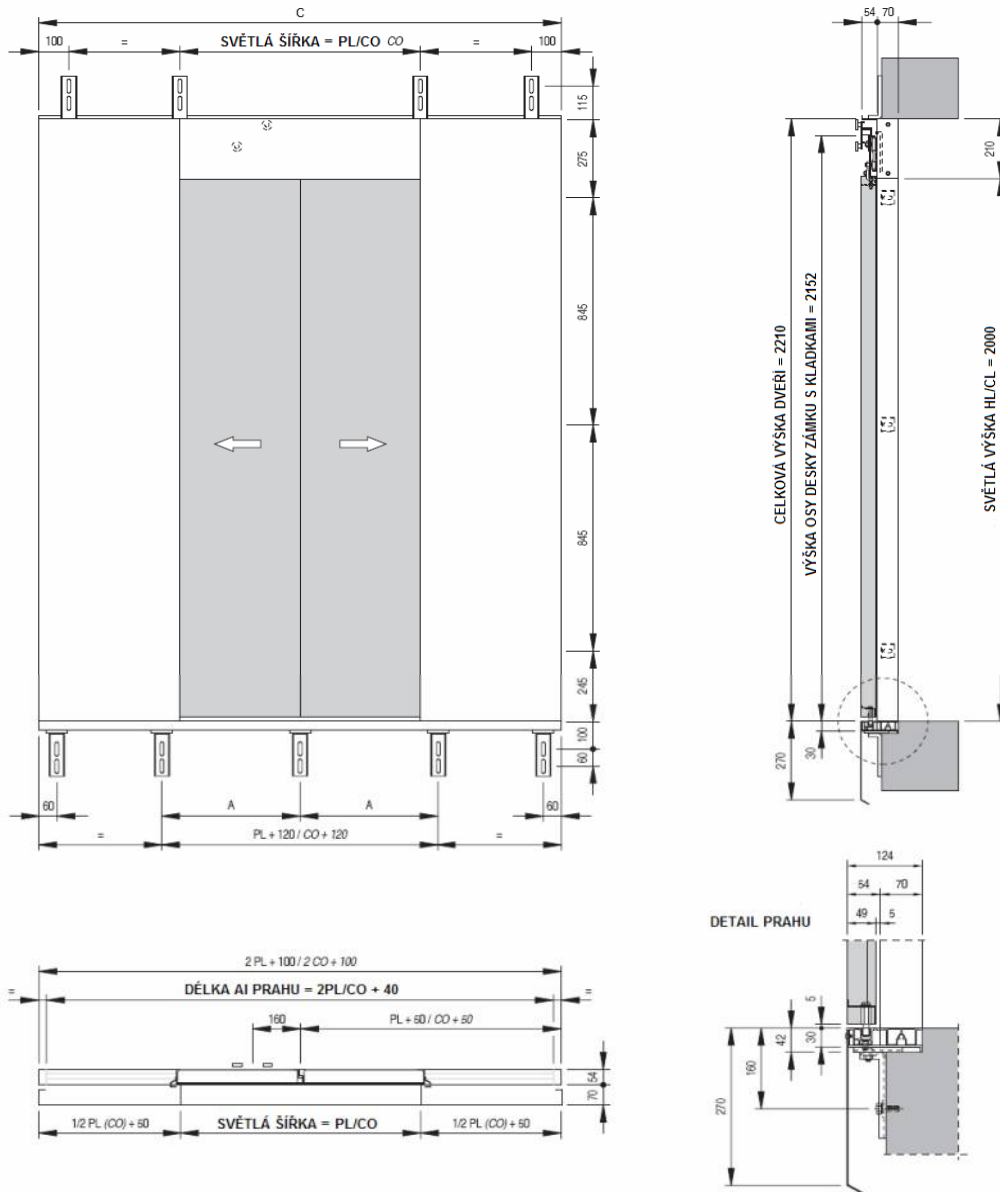 C
54 70
100 = SVĚTLÁ ŠÍŘKA = PL/CO CO = 100
115
275
210
845
845
245
100
60
CELKOVÁ VÝŠKA DVEŘÍ = 2210
VÝŠKA OSY DESKY ZÁMKU S KLADKAMI = 2152
SVĚTLÁ VÝŠKA HL/CL = 2000
30
270
60 A A 60
= PL + 120 / CO + 120 =
DETAIL PRAHU
124
54 70
49 5
5
30
42
160
270
2 PL + 100 / 2 CO + 100
= DÉLKA AI PRAHU = 2PL/CO + 40 =
160 PL + 60 / CO + 60
54
70
1/2 PL (CO) + 50 SVĚTLÁ ŠÍŘKA = PL/CO 1/2 PL (CO) + 50